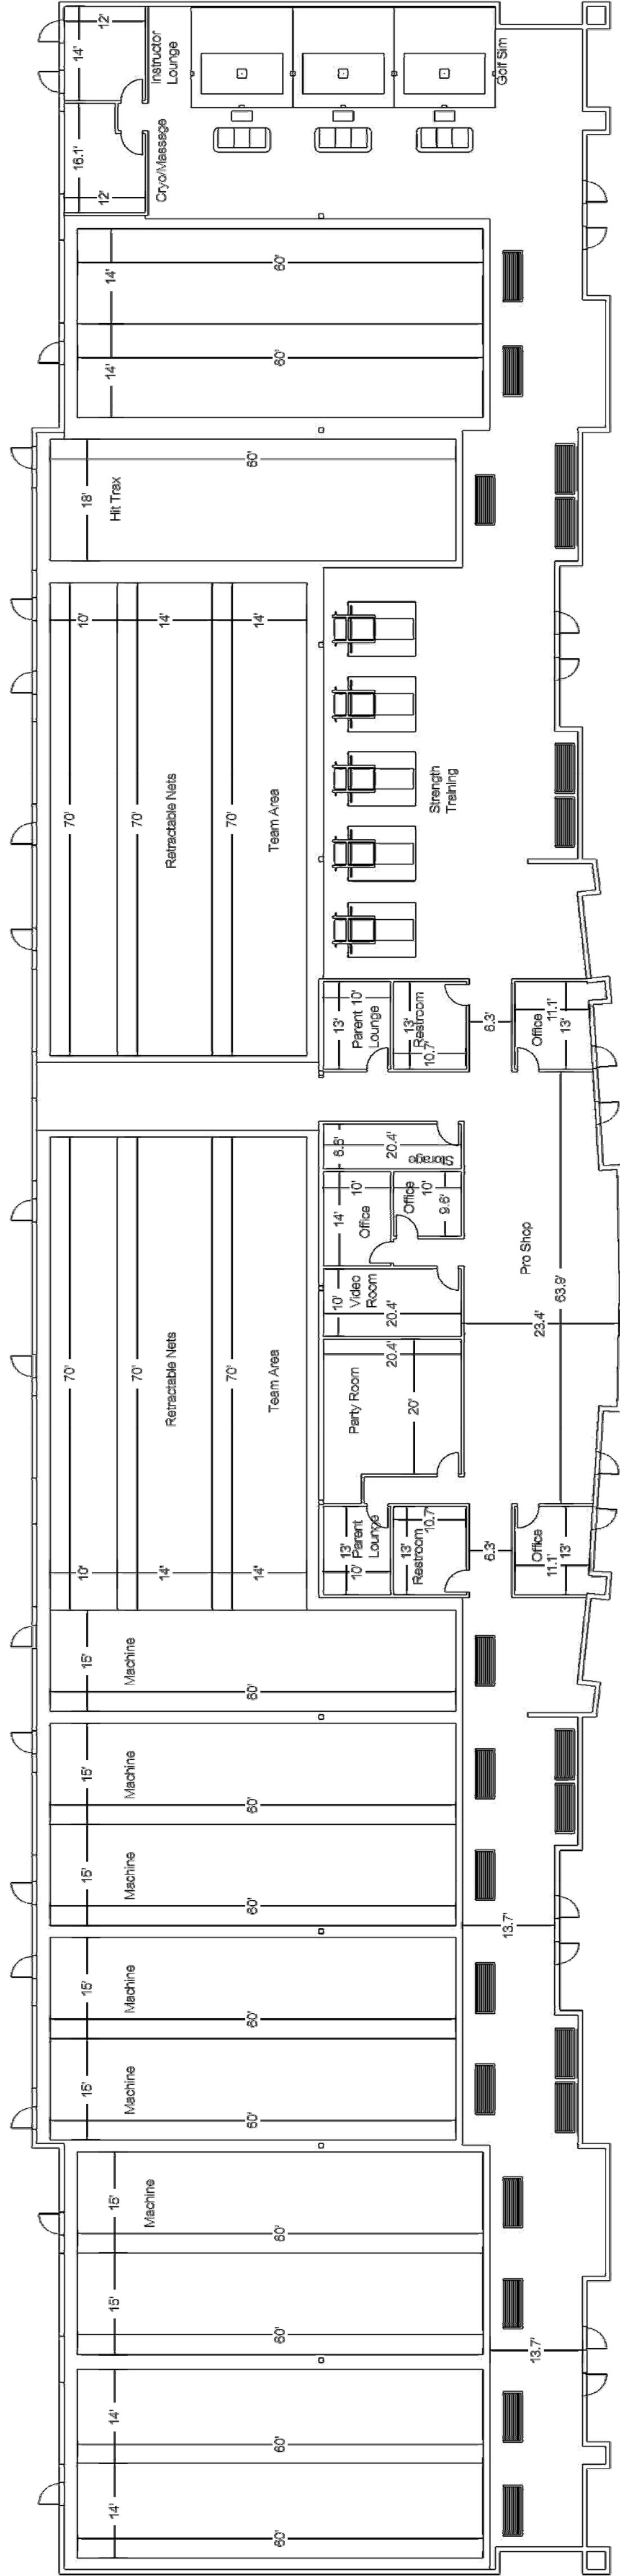 14'
60'
14'
60'
15'
60'
15'
60'
Machine
13.7'
15'
60'
Machine
15'
60'
Machine
13.7'
15'
60'
Machine
15'
60'
Machine
15'
60'
Machine
10'
70'
14'
70'
Retractable Nets
14'
70'
Team Area
13'
10'
Parent
Lounge
13'
Restroom
10.7'
6.3'
Office
11.1'
13'
Party Room
20.4'
20'
10'
Video
Room
20.4'
14'
10'
Office
Office
10'
9.6'
6.8'
20.4'
Storage
Pro Shop
23.4'
63.9'
13'
10'
Parent
Lounge
13'
Restroom
10.7'
6.3'
Office
11.1'
13'
70'
10'
70'
14'
Retractable Nets
70'
14'
Team Area
Strength
Training
18'
60'
Hit Trax
14'
60'
14'
60'
16.1'
12'
Cryo/Massage
14'
12'
Instructor
Lounge
Golf Sim